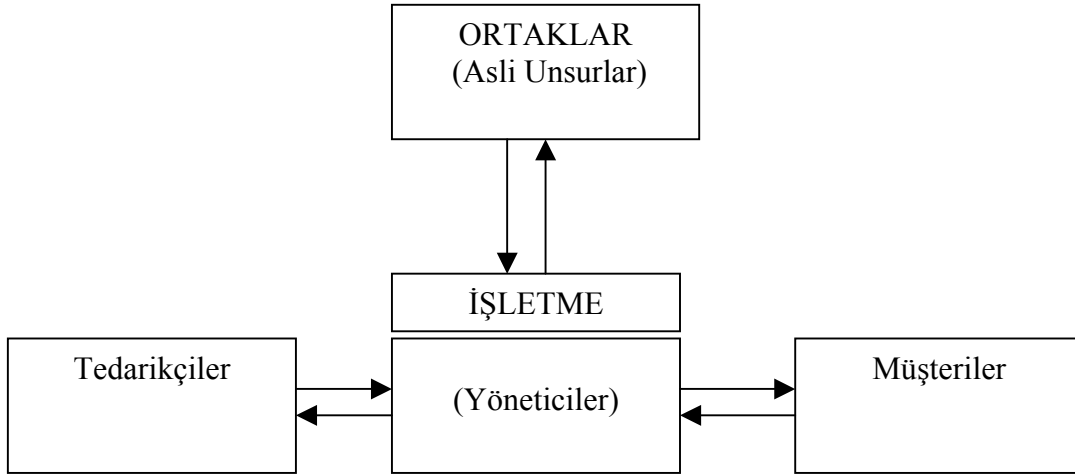 ORTAKLAR
(Asli Unsurlar)
İŞLETME
Tedarikçiler
(Yöneticiler)
Müşteriler